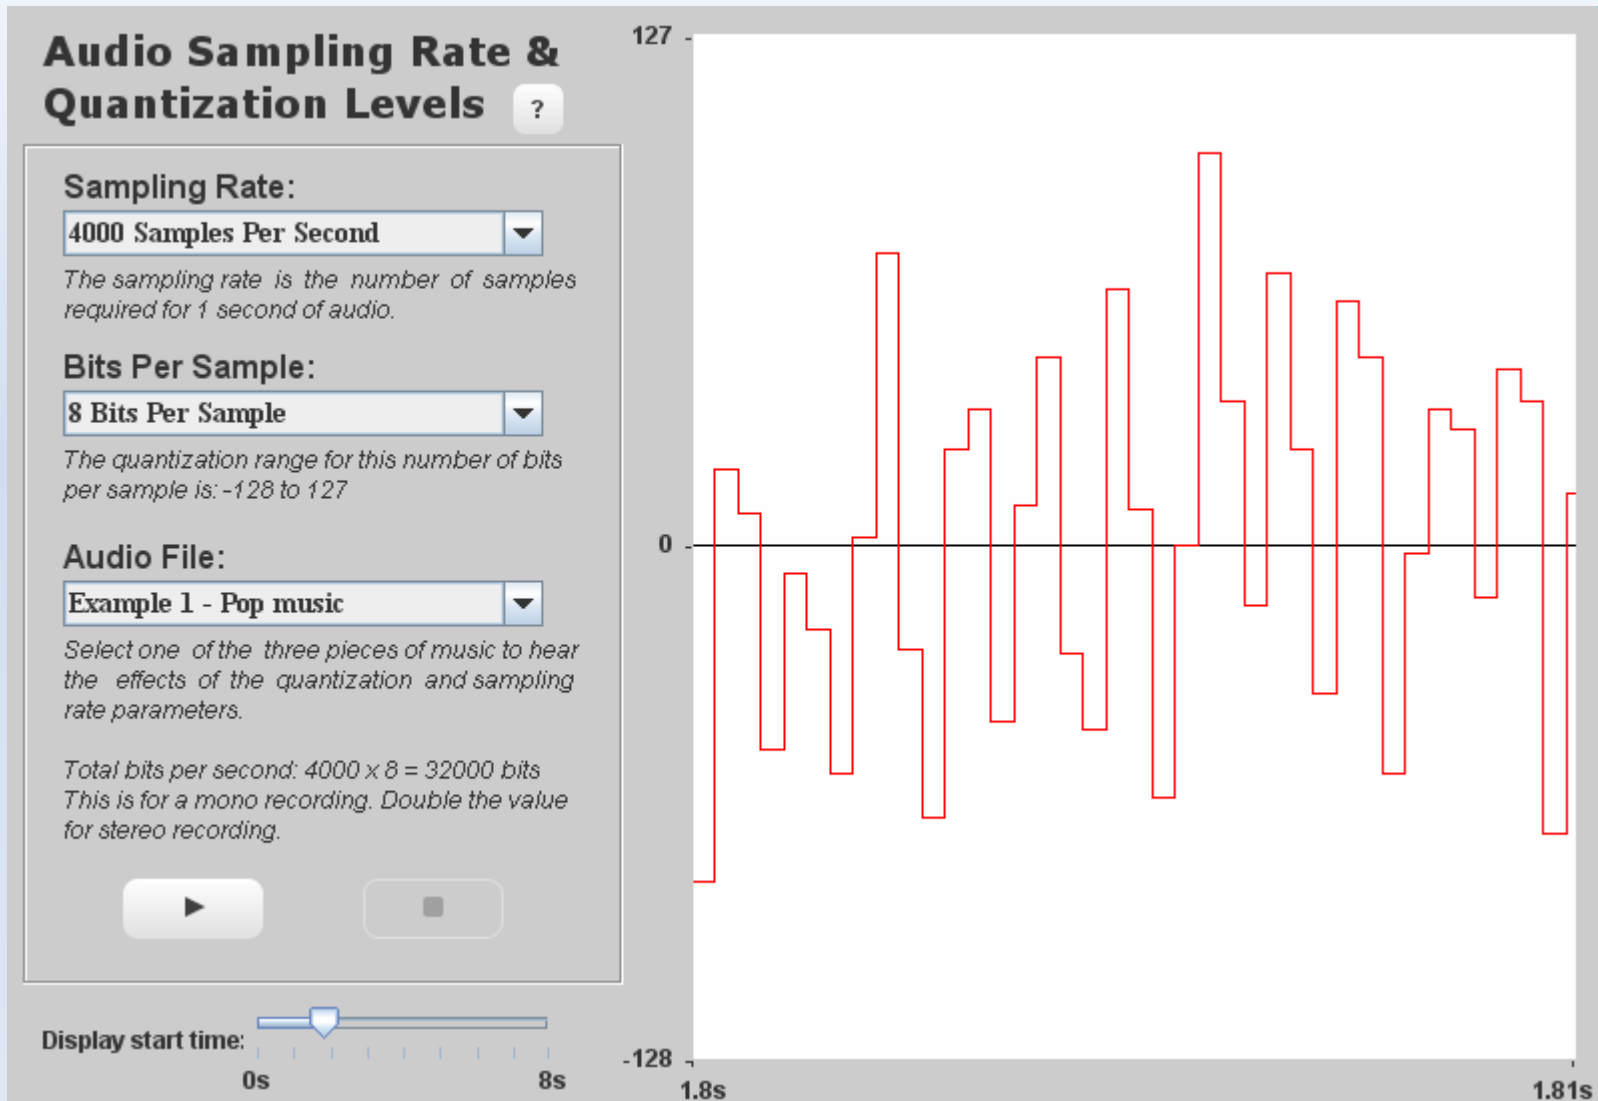 Audio Sampling Rate &
Quantization Levels ?
Sampling Rate:
4000 Samples Per Second
The sampling rate is the number of samples
required for 1 second of audio.
Bits Per Sample:
8 Bits Per Sample
The quantization range for this number of bits
per sample is: -128 to 127
Audio File:
Example 1 - Pop music
Select one of the three pieces of music to hear
the effects of the quantization and sampling
rate parameters.
Total bits per second: 4000 x 8 = 32000 bits
This is for a mono recording. Double the value
for stereo recording.
Display start time:
0s 8s
127
0
-128
1.8s 1.81s